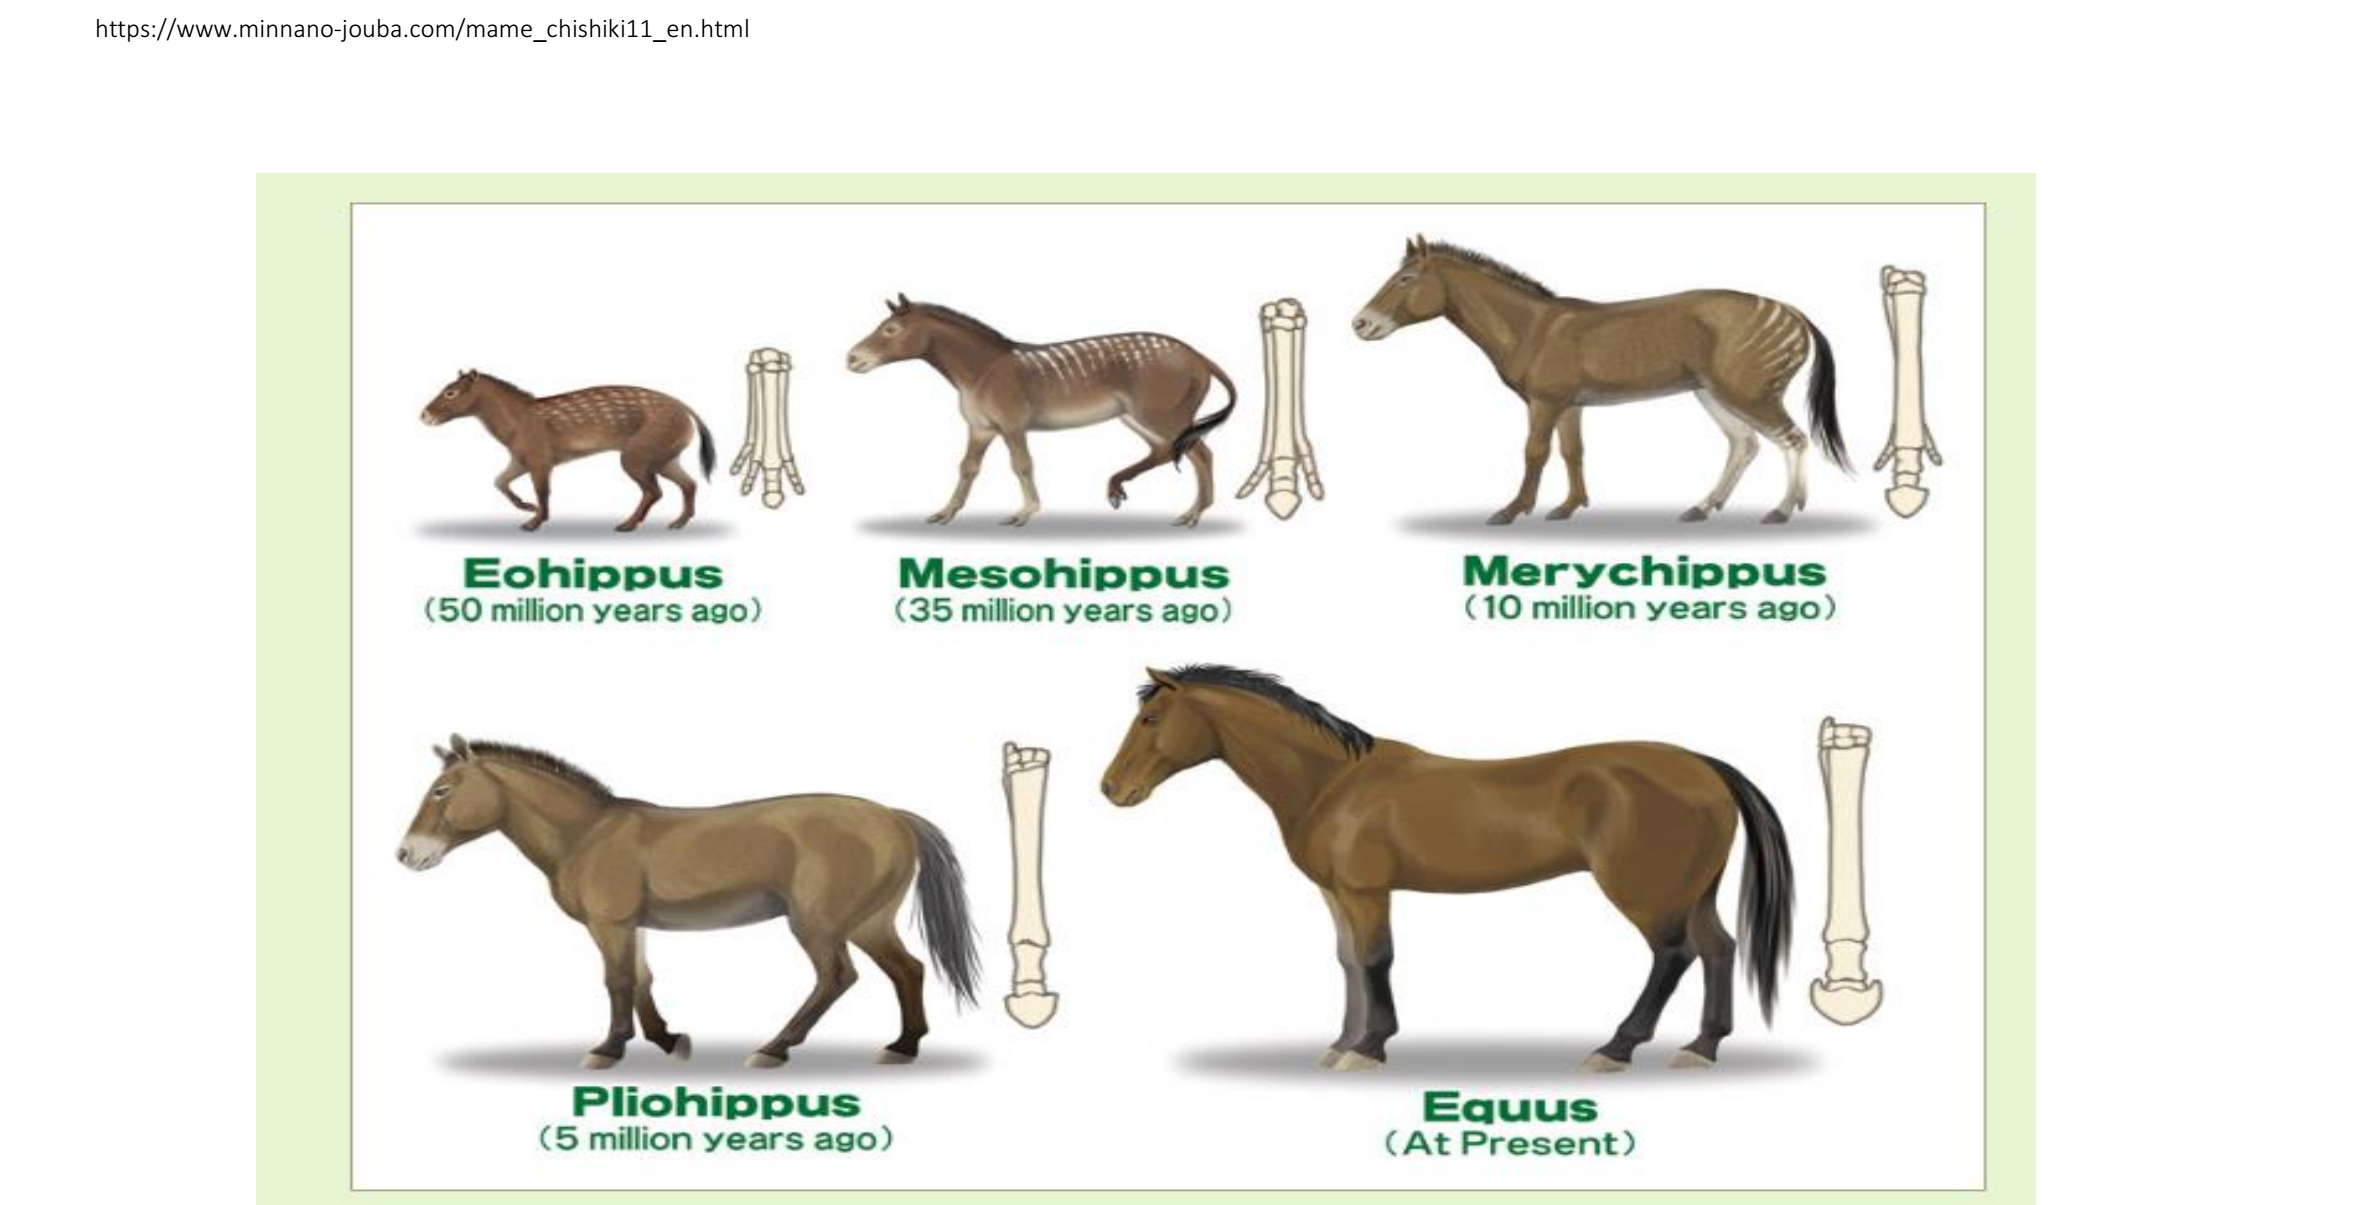 https://www.minnano-jouba.com/mame_chishiki11_en.html
Eohippus
(50 million years ago)
Mesohippus
(35 million years ago)
Merychippus
(10 million years ago)
Pliohippus
(5 million years ago)
Equus
(At Present)